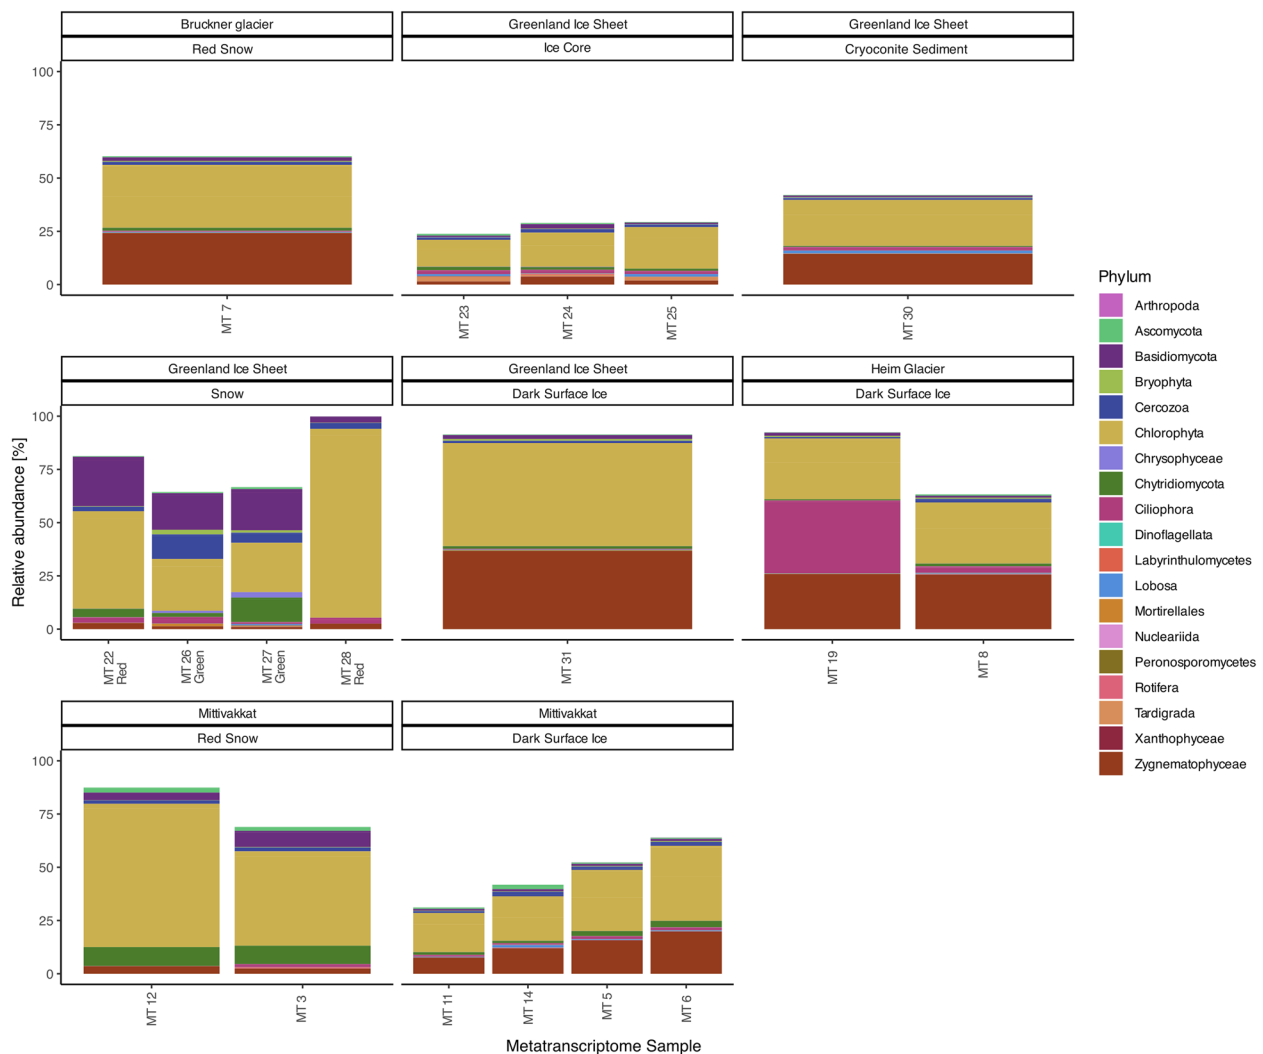 Bruckner glacier
Red Snow
Greenland Ice Sheet
Ice Core
Greenland Ice Sheet
Cryoconite Sediment
100
75
50
25
0
MT 7
MT 23
MT 24
MT 25
MT 30
Greenland Ice Sheet
Snow
Greenland Ice Sheet
Dark Surface Ice
Heim Glacier
Dark Surface Ice
100
75
50
25
0
MT 22
Red
MT 26
Green
MT 27
Green
MT 28
Red
MT 31
MT 19
MT 8
Relative abundance [%]
Mittivakkat
Red Snow
Mittivakkat
Dark Surface Ice
100
75
50
25
0
MT 12
MT 3
MT 11
MT 14
MT 5
MT 6
Metatranscriptome Sample
Phylum
Arthropoda
Ascomycota
Basidiomycota
Bryophyta
Cercozoa
Chlorophyta
Chrysophyceae
Chytridiomycota
Ciliophora
Dinoflagellata
Labyrinthulomycetes
Lobosa
Mortirellales
Nucleariida
Peronosporomycetes
Rotifera
Tardigrada
Xanthophyceae
Zygnematophyceae